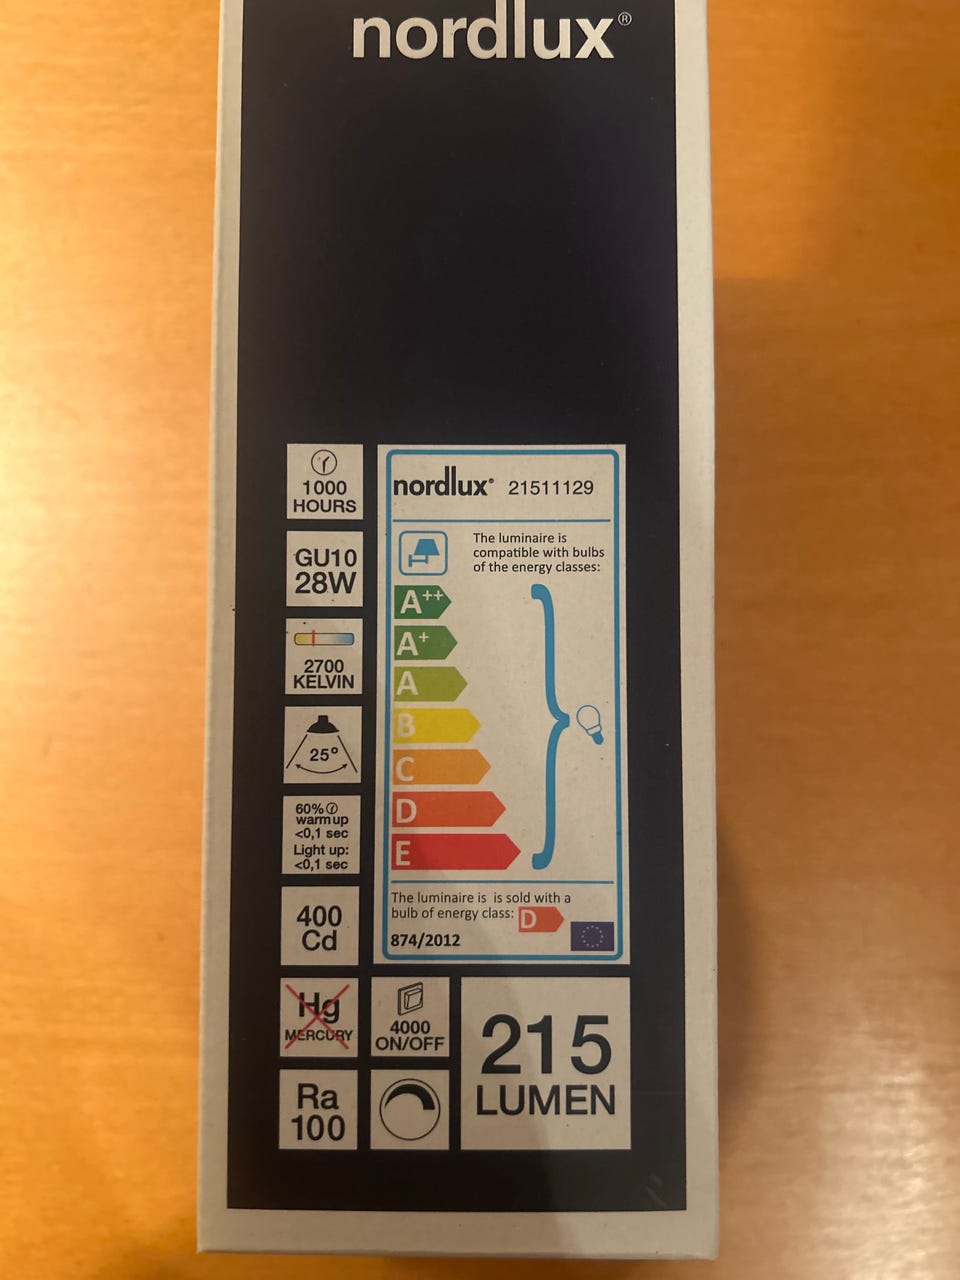 nordlux®
1000
HOURS
GU10
28W
2700
KELVIN
25°
60%
warm up
<0,1 sec
Light up:
<0,1 sec
400
Cd
Hg
MERCURY
Ra
100
4000
ON/OFF
nordlux® 21511129
The luminaire is
compatible with bulbs
of the energy classes:
A++
A+
A
B
C
D
E
The luminaire is is sold with a
bulb of energy class: D
874/2012
215
LUMEN